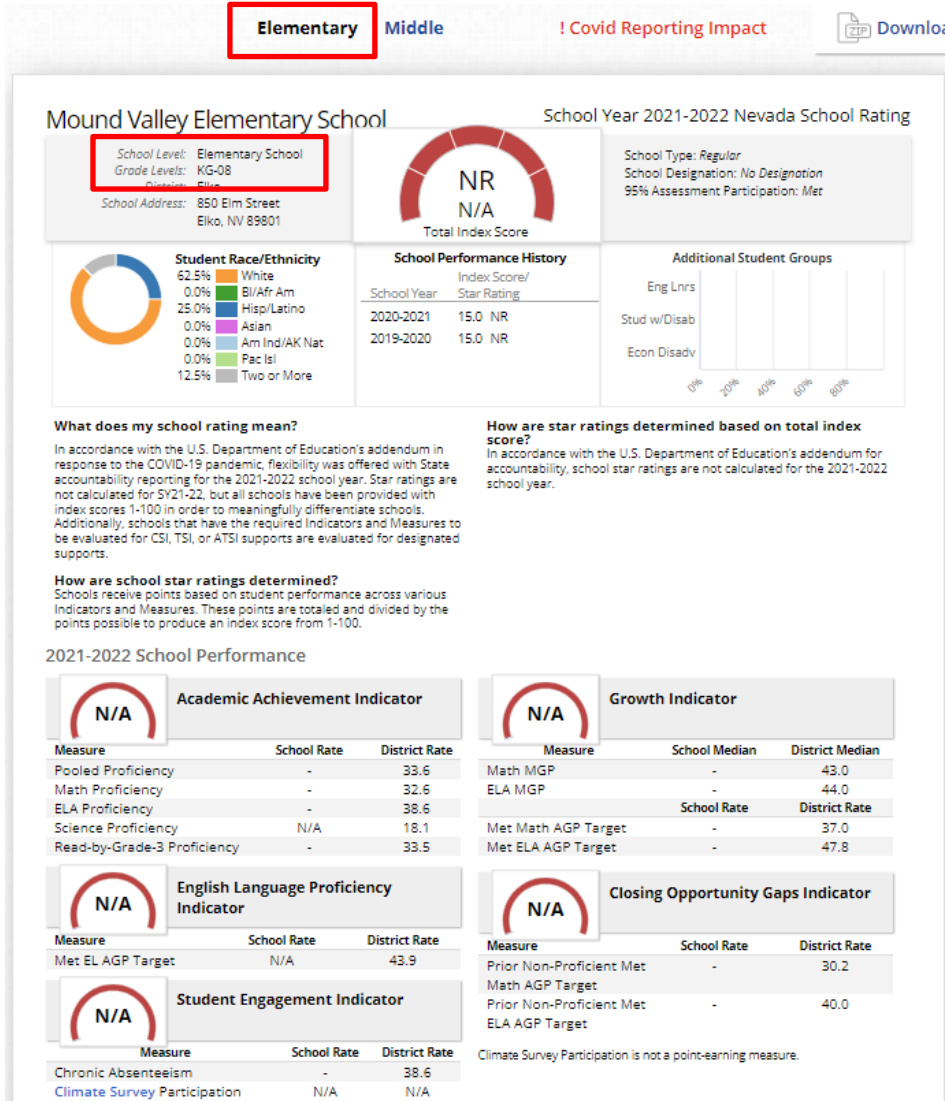 Elementary Middle ! Covid Reporting Impact ZIP Downloa
Mound Valley Elementary School School Year 2021-2022 Nevada School Rating
School Level: Elementary School
Grade Levels: KG-08
District: Elko
School Address: 850 Elm Street
Elko, NV 89801
NR
N/A
Total Index Score
School Type: Regular
School Designation: No Designation
95% Assessment Participation: Met
Student Race/Ethnicity
62.5% White
0.0% Bl/Afr Am
25.0% Hisp/Latino
0.0% Asian
0.0% Am Ind/AK Nat
0.0% Pac Isl
12.5% Two or More
School Performance History
Index Score/
School Year Star Rating
2020-2021 15.0 NR
2019-2020 15.0 NR
Additional Student Groups
Eng Lnrs
Stud w/Disab
Econ Disadv
0% 20% 40% 60% 80%
What does my school rating mean?
In accordance with the U.S. Department of Education's addendum in
response to the COVID-19 pandemic, flexibility was offered with State
accountability reporting for the 2021-2022 school year. Star ratings are
not calculated for SY21-22, but all schools have been provided with
index scores 1-100 in order to meaningfully differentiate schools.
Additionally, schools that have the required Indicators and Measures to
be evaluated for CSI, TSI, or ATSI supports are evaluated for designated
supports.
How are school star ratings determined?
Schools receive points based on student performance across various
Indicators and Measures. These points are totaled and divided by the
points possible to produce an index score from 1-100.
How are star ratings determined based on total index
score?
In accordance with the U.S. Department of Education's addendum for
accountability, school star ratings are not calculated for the 2021-2022
school year.
2021-2022 School Performance
N/A Academic Achievement Indicator
Measure School Rate District Rate
Pooled Proficiency - 33.6
Math Proficiency - 32.6
ELA Proficiency - 38.6
Science Proficiency N/A 18.1
Read-by-Grade-3 Proficiency - 33.5
N/A English Language Proficiency
Indicator
Measure School Rate District Rate
Met EL AGP Target N/A 43.9
N/A Student Engagement Indicator
Measure School Rate District Rate
Chronic Absenteeism - 38.6
Climate Survey Participation N/A N/A
N/A Growth Indicator
Measure School Median District Median
Math MGP - 43.0
ELA MGP - 44.0
School Rate District Rate
Met Math AGP Target - 37.0
Met ELA AGP Target - 47.8
N/A Closing Opportunity Gaps Indicator
Measure School Rate District Rate
Prior Non-Proficient Met - 30.2
Math AGP Target
Prior Non-Proficient Met - 40.0
ELA AGP Target
Climate Survey Participation is not a point-earning measure.